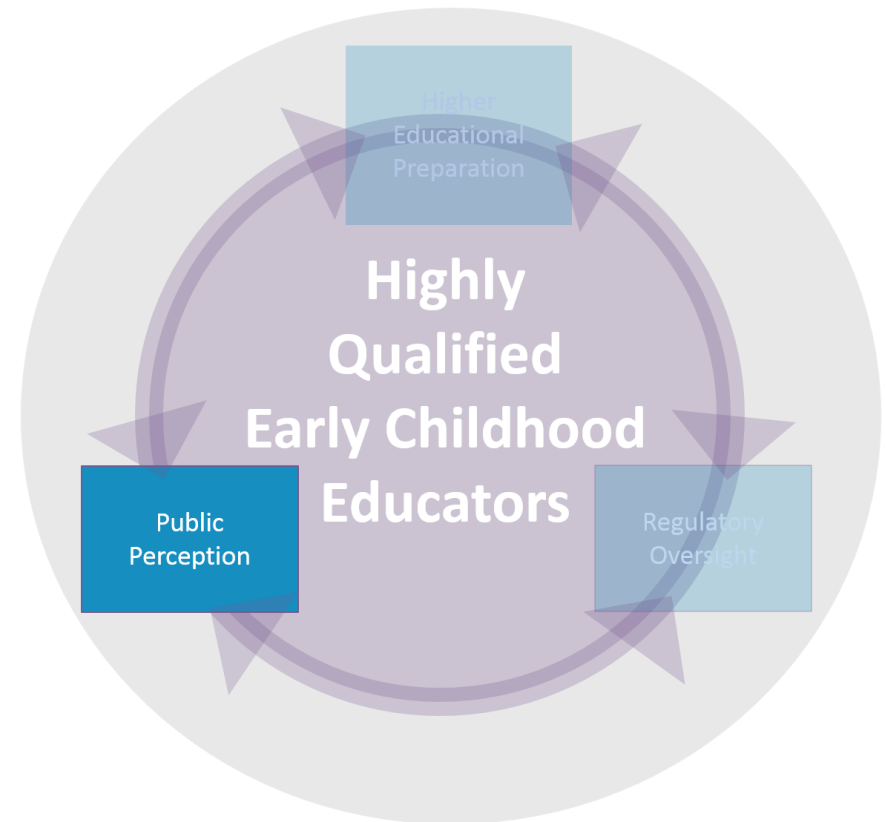 Higher
Educational
Preparation
Highly
Qualified
Early Childhood
Educators
Public
Perception
Regulatory
Oversight